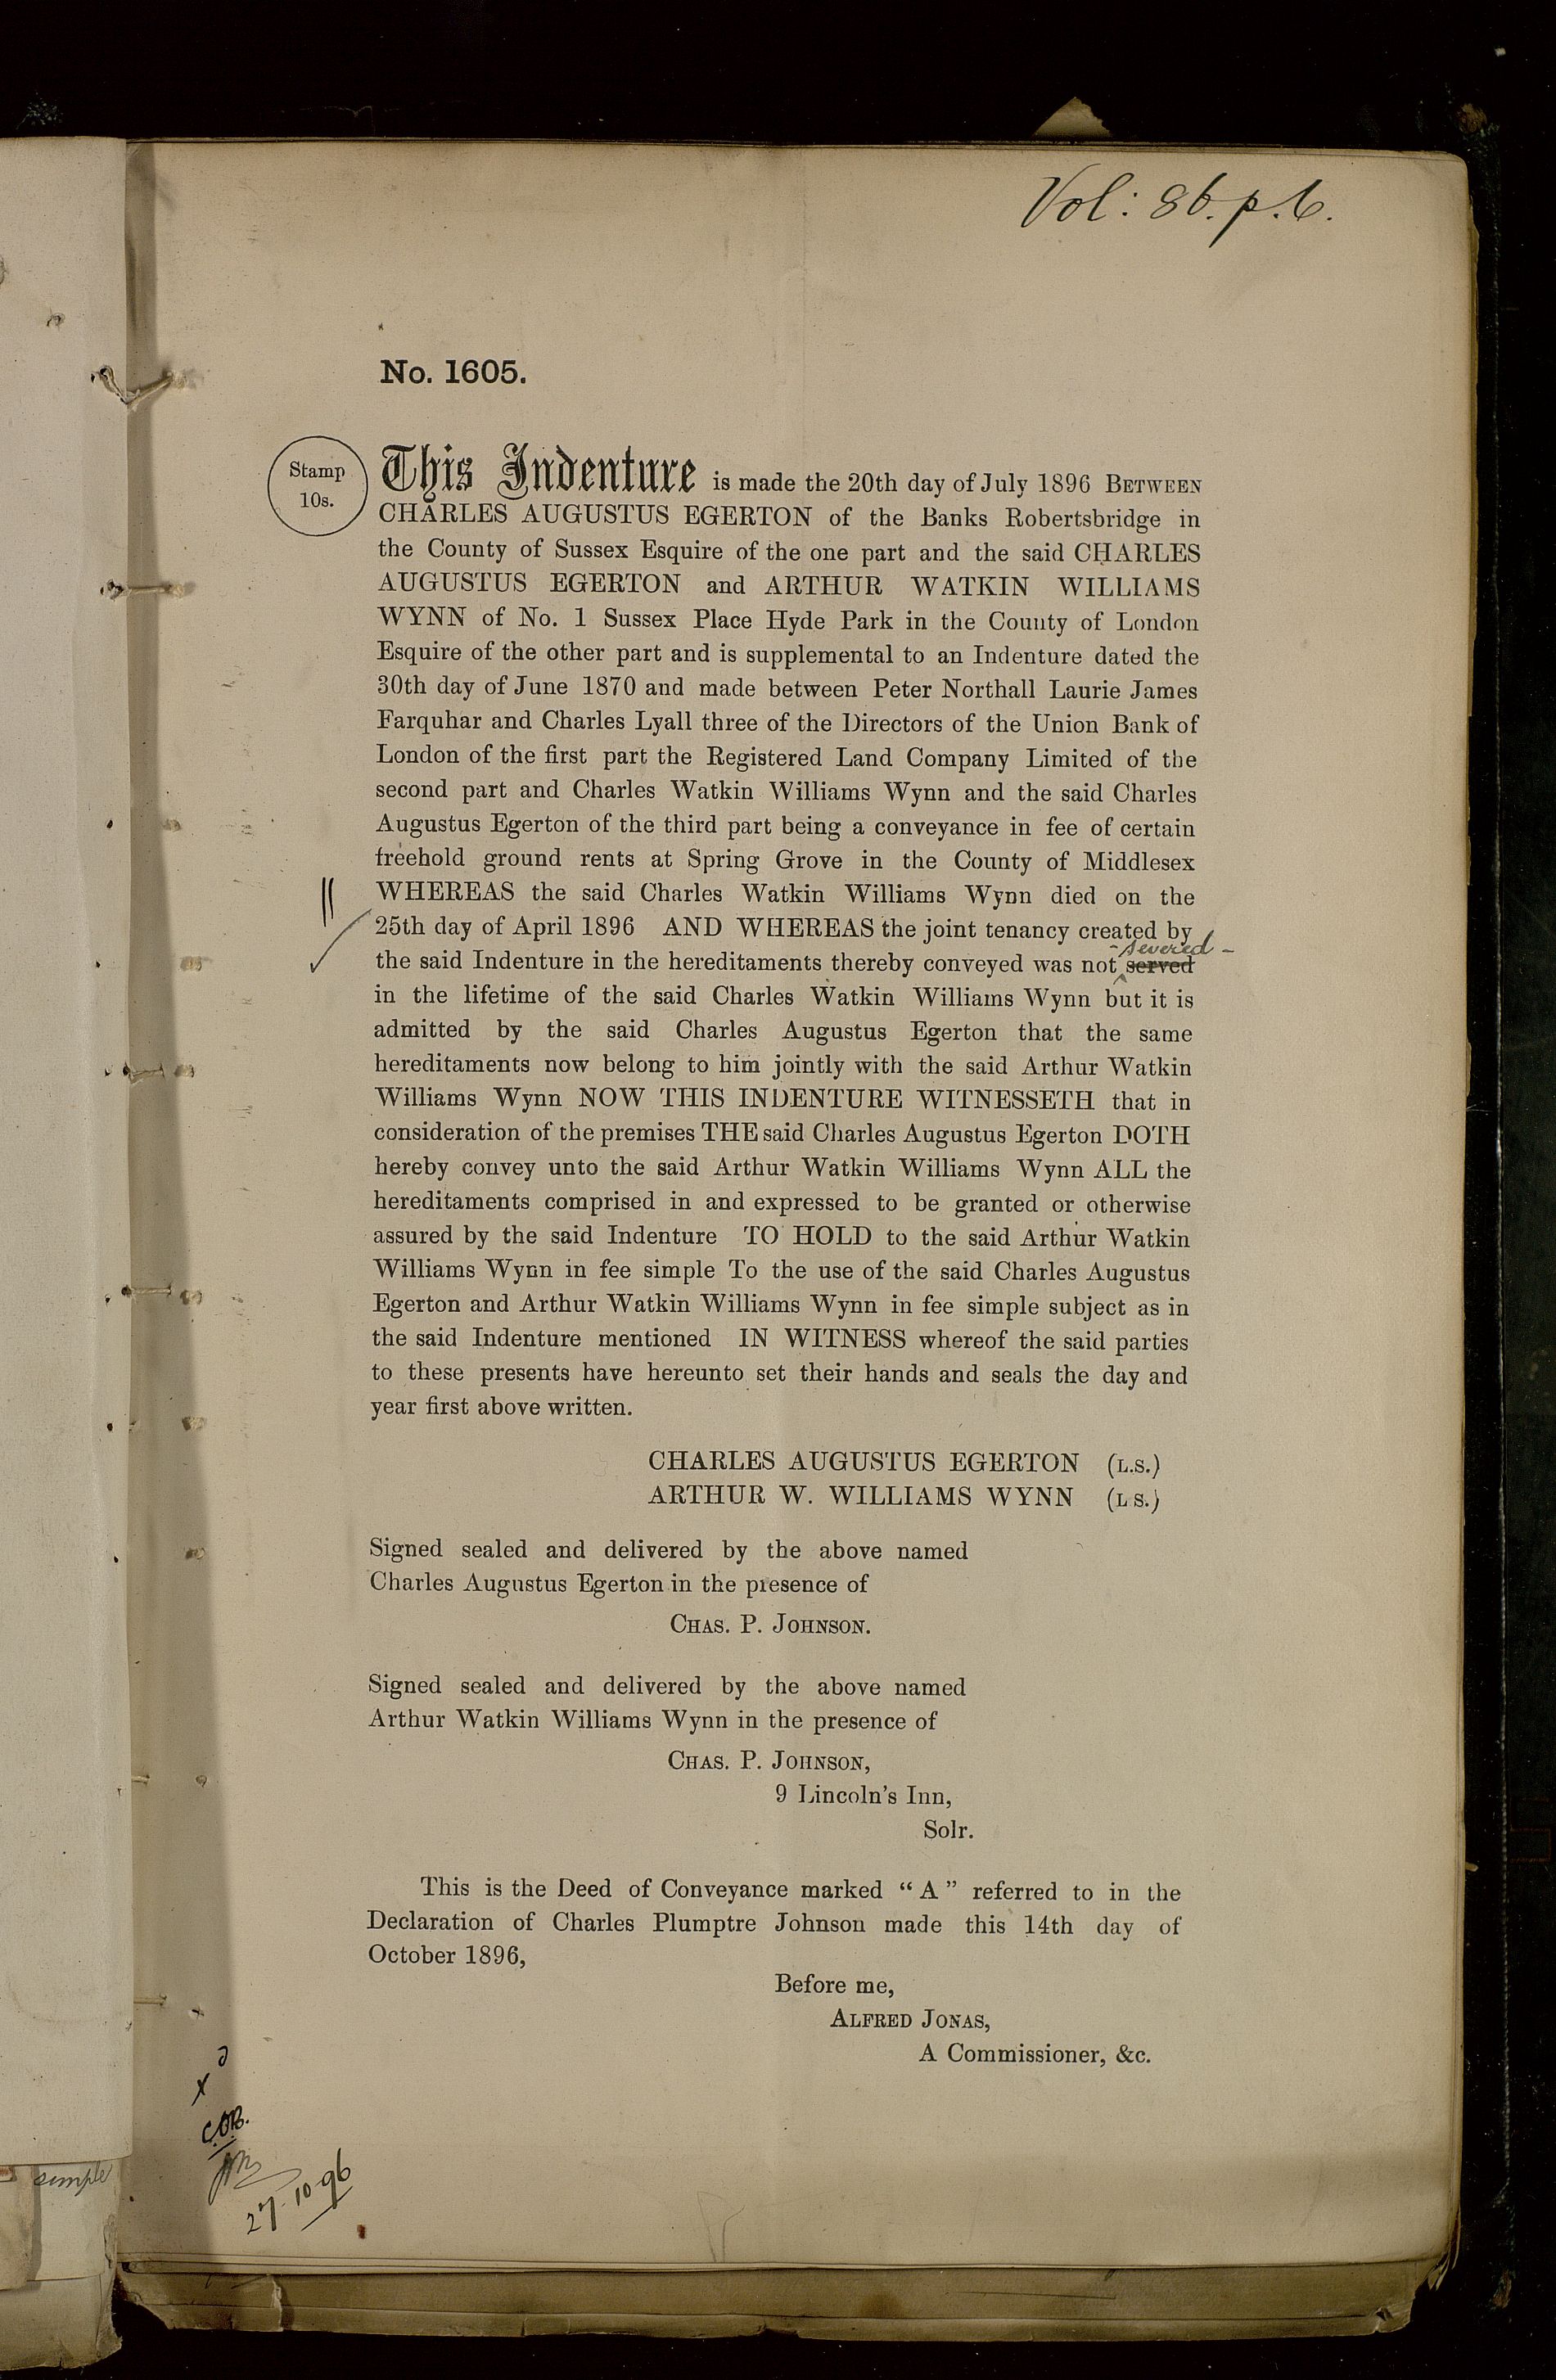 Vol: 86. p. 6.
No. 1605.
Stamp
10s.
This Indenture is made the 20th day of July 1896 BETWEEN
CHARLES AUGUSTUS EGERTON of the Banks Robertsbridge in
the County of Sussex Esquire of the one part and the said CHARLES
AUGUSTUS EGERTON and ARTHUR WATKIN WILLIAMS
WYNN of No. 1 Sussex Place Hyde Park in the County of London
Esquire of the other part and is supplemental to an Indenture dated the
30th day of June 1870 and made between Peter Northall Laurie James
Farquhar and Charles Lyall three of the Directors of the Union Bank of
London of the first part the Registered Land Company Limited of the
second part and Charles Watkin Williams Wynn and the said Charles
Augustus Egerton of the third part being a conveyance in fee of certain
freehold ground rents at Spring Grove in the County of Middlesex
WHEREAS the said Charles Watkin Williams Wynn died on the
25th day of April 1896 AND WHEREAS the joint tenancy created by
severed
the said Indenture in the hereditaments thereby conveyed was not served
in the lifetime of the said Charles Watkin Williams Wynn but it is
admitted by the said Charles Augustus Egerton that the same
hereditaments now belong to him jointly with the said Arthur Watkin
Williams Wynn NOW THIS INDENTURE WITNESSETH that in
consideration of the premises THE said Charles Augustus Egerton DOTH
hereby convey unto the said Arthur Watkin Williams Wynn ALL the
hereditaments comprised in and expressed to be granted or otherwise
assured by the said Indenture TO HOLD to the said Arthur Watkin
Williams Wynn in fee simple To the use of the said Charles Augustus
Egerton and Arthur Watkin Williams Wynn in fee simple subject as in
the said Indenture mentioned IN WITNESS whereof the said parties
to these presents have hereunto set their hands and seals the day and
year first above written.
CHARLES AUGUSTUS EGERTON (L.S.)
ARTHUR W. WILLIAMS WYNN (L.S.)
Signed sealed and delivered by the above named
Charles Augustus Egerton in the presence of
CHAS. P. JOHNSON.
Signed sealed and delivered by the above named
Arthur Watkin Williams Wynn in the presence of
CHAS. P. JOHNSON,
9 Lincoln's Inn,
Solr.
This is the Deed of Conveyance marked "A" referred to in the
Declaration of Charles Plumptre Johnson made this 14th day of
October 1896,
Before me,
ALFRED JONAS,
A Commissioner, &c.
27-10-96
simple